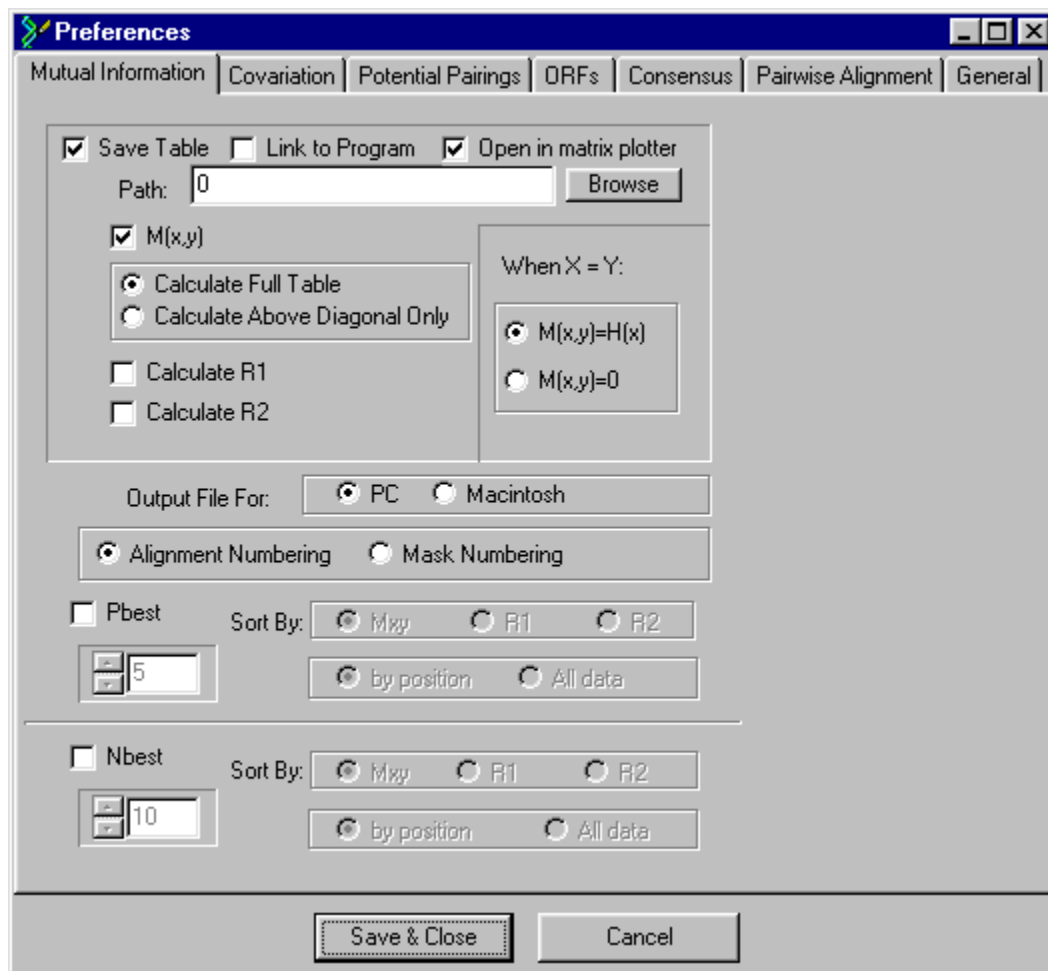 Preferences
Mutual Information Covariation Potential Pairings ORFs Consensus Pairwise Alignment General
Save Table Link to Program Open in matrix plotter
Path: 0 Browse
M(x,y)
When X = Y:
Calculate Full Table
Calculate Above Diagonal Only
M(x,y)=H(x)
Calculate R1
M(x,y)=0
Calculate R2
Output File For: PC Macintosh
Alignment Numbering Mask Numbering
Pbest Sort By: Mxy R1 R2
5 by position All data
Nbest Sort By: Mxy R1 R2
10 by position All data
Save & Close Cancel